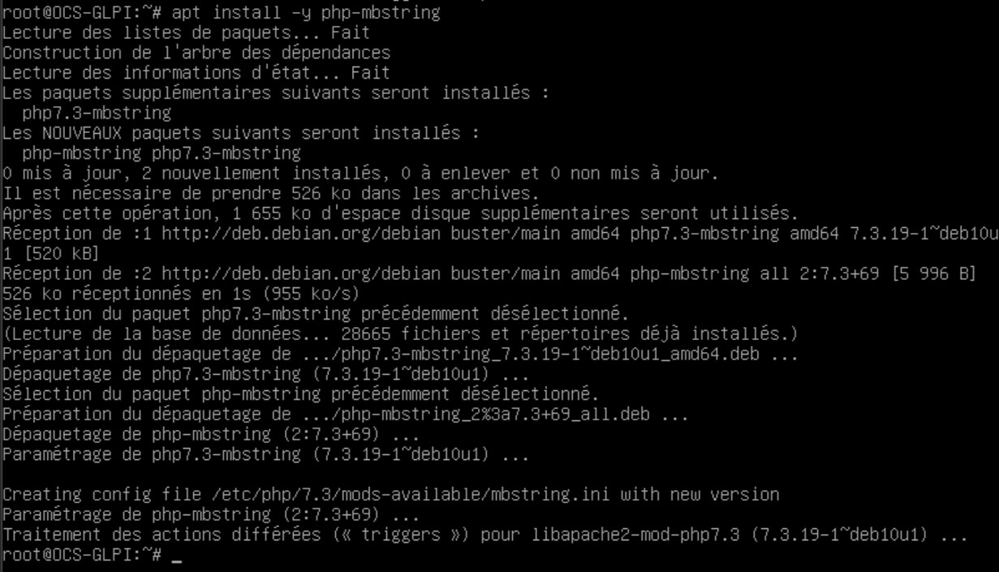 root@OCS-GLPI:~# apt install -y php-mbstring
Lecture des listes de paquets... Fait
Construction de l'arbre des dépendances
Lecture des informations d'état... Fait
Les paquets supplémentaires suivants seront installés :
  php7.3-mbstring
Les NOUVEAUX paquets suivants seront installés :
  php-mbstring php7.3-mbstring
0 mis à jour, 2 nouvellement installés, 0 à enlever et 0 non mis à jour.
Il est nécessaire de prendre 526 ko dans les archives.
Après cette opération, 1 655 ko d'espace disque supplémentaires seront utilisés.
Réception de :1 http://deb.debian.org/debian buster/main amd64 php7.3-mbstring amd64 7.3.19-1~deb10u
1 [520 kB]
Réception de :2 http://deb.debian.org/debian buster/main amd64 php-mbstring all 2:7.3+69 [5 996 B]
526 ko réceptionnés en 1s (955 ko/s)
Sélection du paquet php7.3-mbstring précédemment désélectionné.
(Lecture de la base de données... 28665 fichiers et répertoires déjà installés.)
Préparation du dépaquetage de .../php7.3-mbstring_7.3.19-1~deb10u1_amd64.deb ...
Dépaquetage de php7.3-mbstring (7.3.19-1~deb10u1) ...
Sélection du paquet php-mbstring précédemment désélectionné.
Préparation du dépaquetage de .../php-mbstring_2%3a7.3+69_all.deb ...
Dépaquetage de php-mbstring (2:7.3+69) ...
Paramétrage de php7.3-mbstring (7.3.19-1~deb10u1) ...

Creating config file /etc/php/7.3/mods-available/mbstring.ini with new version
Paramétrage de php-mbstring (2:7.3+69) ...
Traitement des actions différées (« triggers ») pour libapache2-mod-php7.3 (7.3.19-1~deb10u1) ...
root@OCS-GLPI:~# _